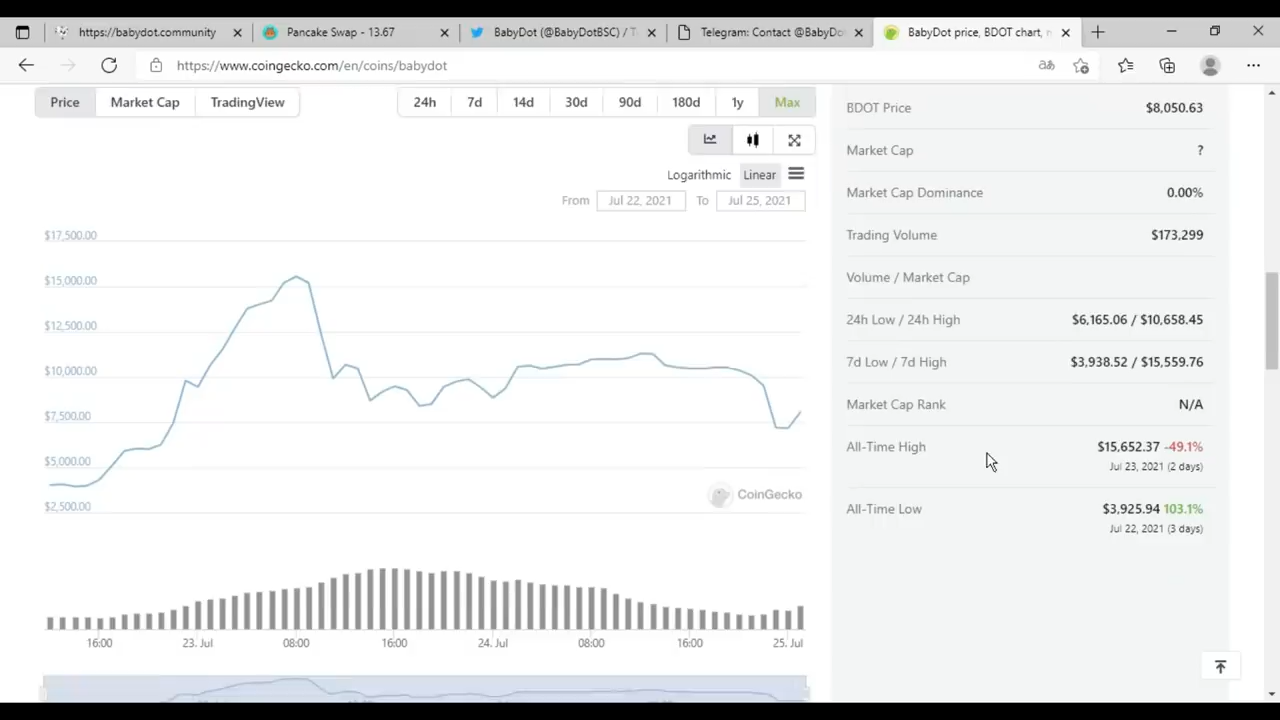 https://babydot.community
Pancake Swap - 13.67
BabyDot (@BabyDotBSC) / T
Telegram: Contact @BabyDo
BabyDot price, BDOT chart, n
https://www.coingecko.com/en/coins/babydot
Price Market Cap TradingView
24h 7d 14d 30d 90d 180d 1y Max
Logarithmic Linear
From Jul 22, 2021 To Jul 25, 2021
$17,500.00
$15,000.00
$12,500.00
$10,000.00
$7,500.00
$5,000.00
$2,500.00
CoinGecko
16:00 23. Jul 08:00 16:00 24. Jul 08:00 16:00 25. Jul
BDOT Price $8,050.63
Market Cap ?
Market Cap Dominance 0.00%
Trading Volume $173,299
Volume / Market Cap
24h Low / 24h High $6,165.06 / $10,658.45
7d Low / 7d High $3,938.52 / $15,559.76
Market Cap Rank N/A
All-Time High $15,652.37 -49.1%
Jul 23, 2021 (2 days)
All-Time Low $3,925.94 103.1%
Jul 22, 2021 (3 days)